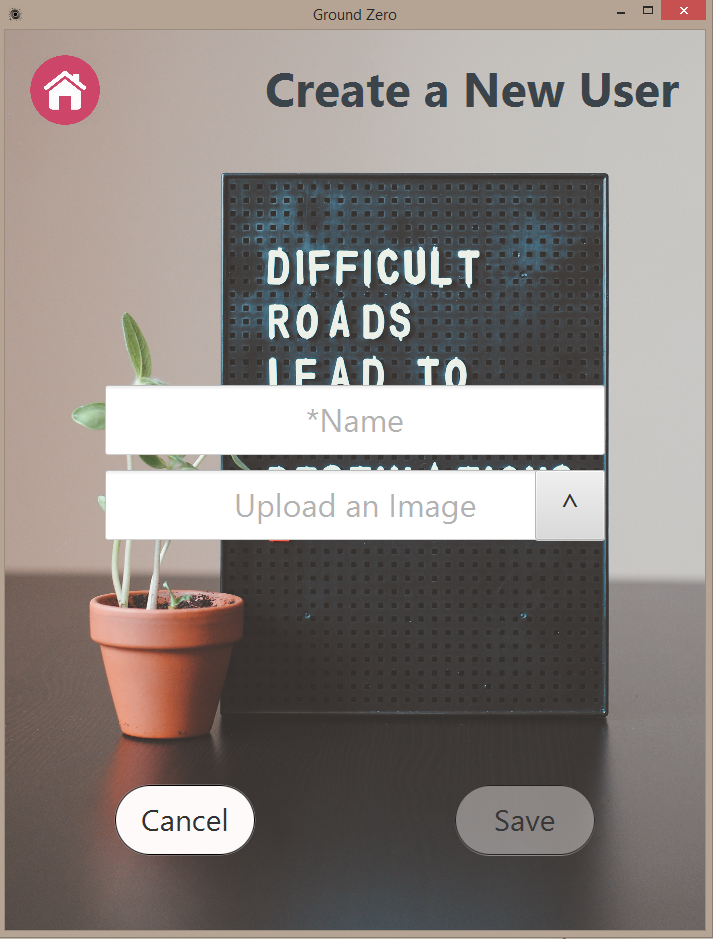 Ground Zero
Create a New User
DIFFICULT
ROADS
LEAD TO
*Name
Upload an Image
^
Cancel
Save